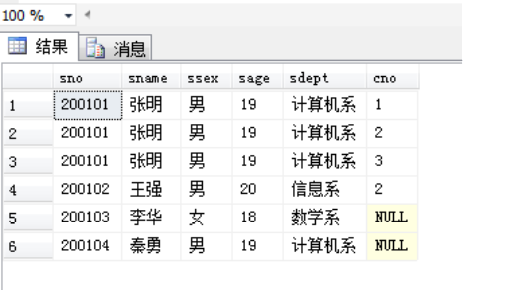 100 %
结果 消息
sno sname ssex sage sdept cno
1 200101 张明 男 19 计算机系 1
2 200101 张明 男 19 计算机系 2
3 200101 张明 男 19 计算机系 3
4 200102 王强 男 20 信息系 2
5 200103 李华 女 18 数学系 NULL
6 200104 秦勇 男 19 计算机系 NULL